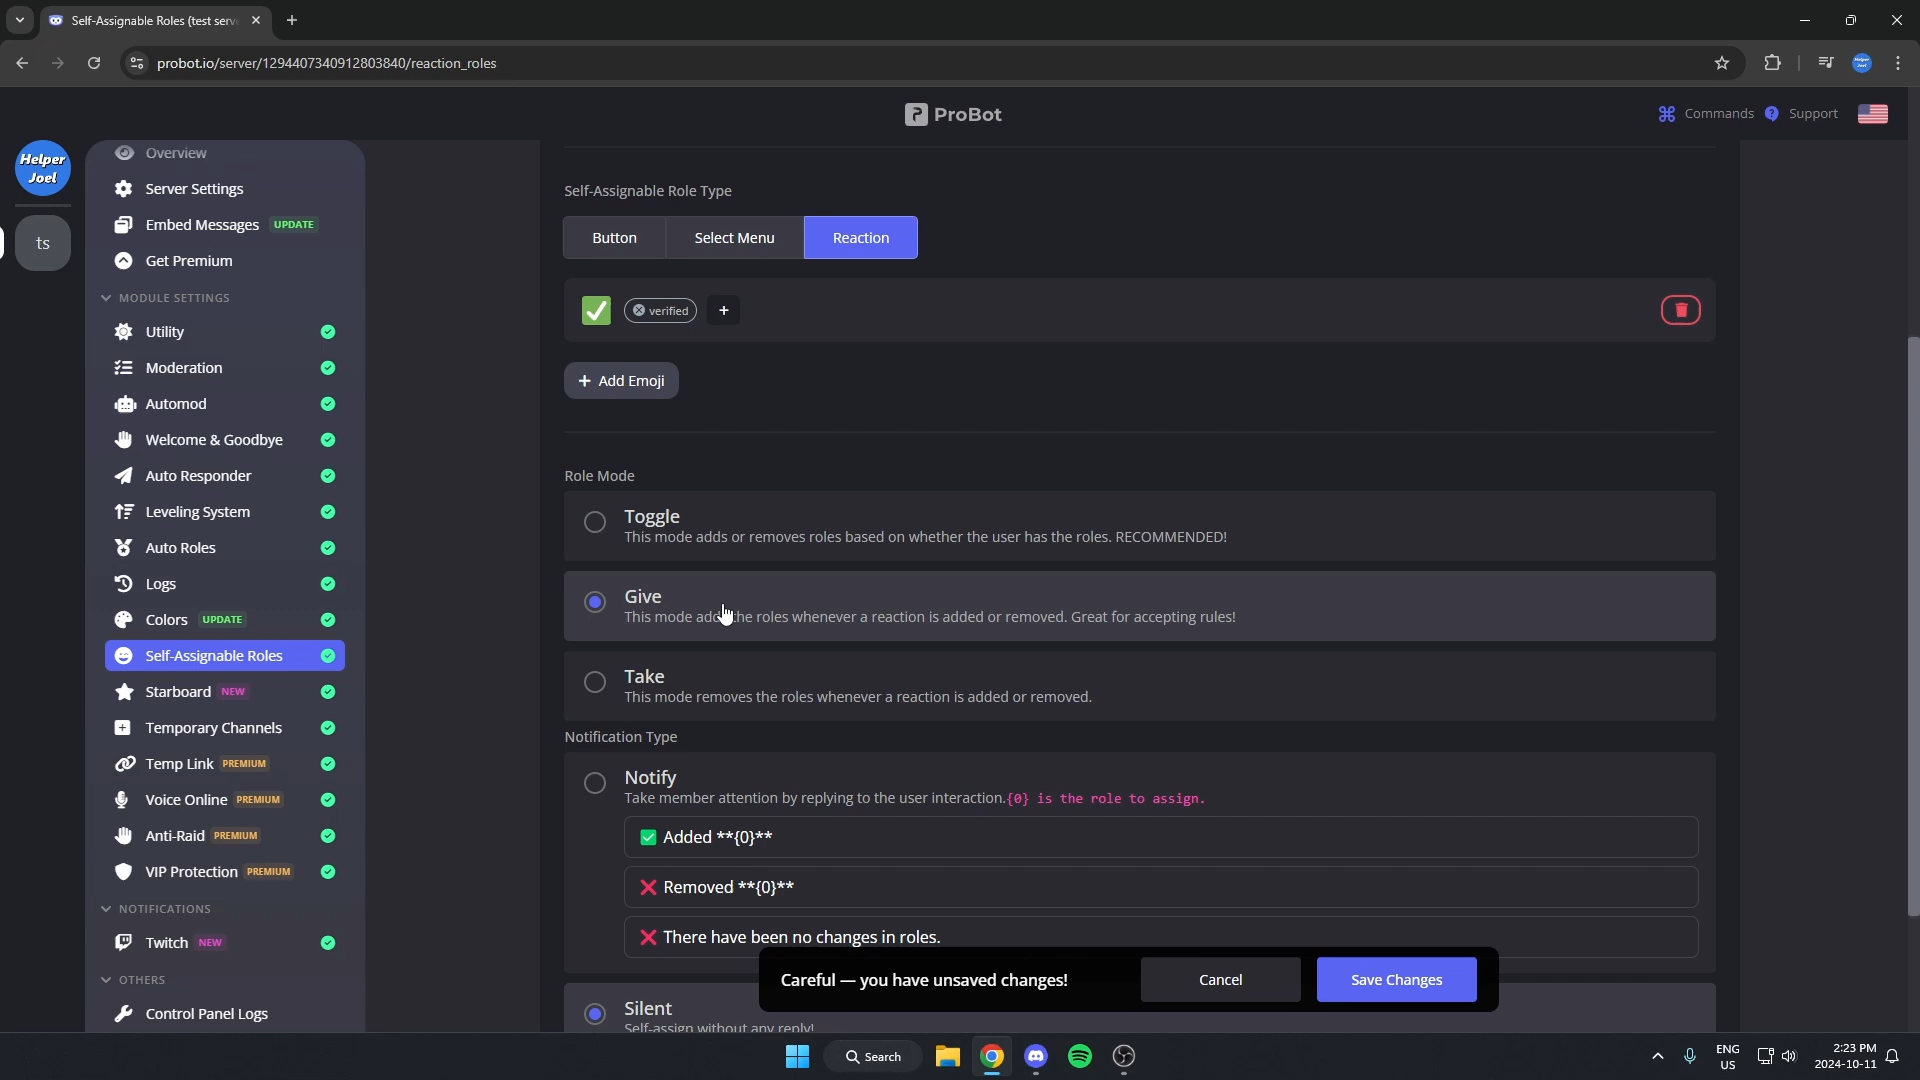 Self-Assignable Roles (test serv
probot.io/server/1294407340912803840/reaction_roles
ProBot
Commands
Support
Helper
Joel
ts
Overview
Server Settings
Embed Messages UPDATE
Get Premium
MODULE SETTINGS
Utility
Moderation
Automod
Welcome & Goodbye
Auto Responder
Leveling System
Auto Roles
Logs
Colors UPDATE
Self-Assignable Roles
Starboard NEW
Temporary Channels
Temp Link PREMIUM
Voice Online PREMIUM
Anti-Raid PREMIUM
VIP Protection PREMIUM
NOTIFICATIONS
Twitch NEW
OTHERS
Control Panel Logs
Self-Assignable Role Type
Button Select Menu Reaction
verified +
+ Add Emoji
Role Mode
Toggle
This mode adds or removes roles based on whether the user has the roles. RECOMMENDED!
Give
This mode adds the roles whenever a reaction is added or removed. Great for accepting rules!
Take
This mode removes the roles whenever a reaction is added or removed.
Notification Type
Notify
Take member attention by replying to the user interaction.{0} is the role to assign.
✅ Added **{0}**
❌ Removed **{0}**
❌ There have been no changes in roles.
Careful — you have unsaved changes! Cancel Save Changes
Silent
Self-assign without any reply!
Search
ENG
US
2:23 PM
2024-10-11